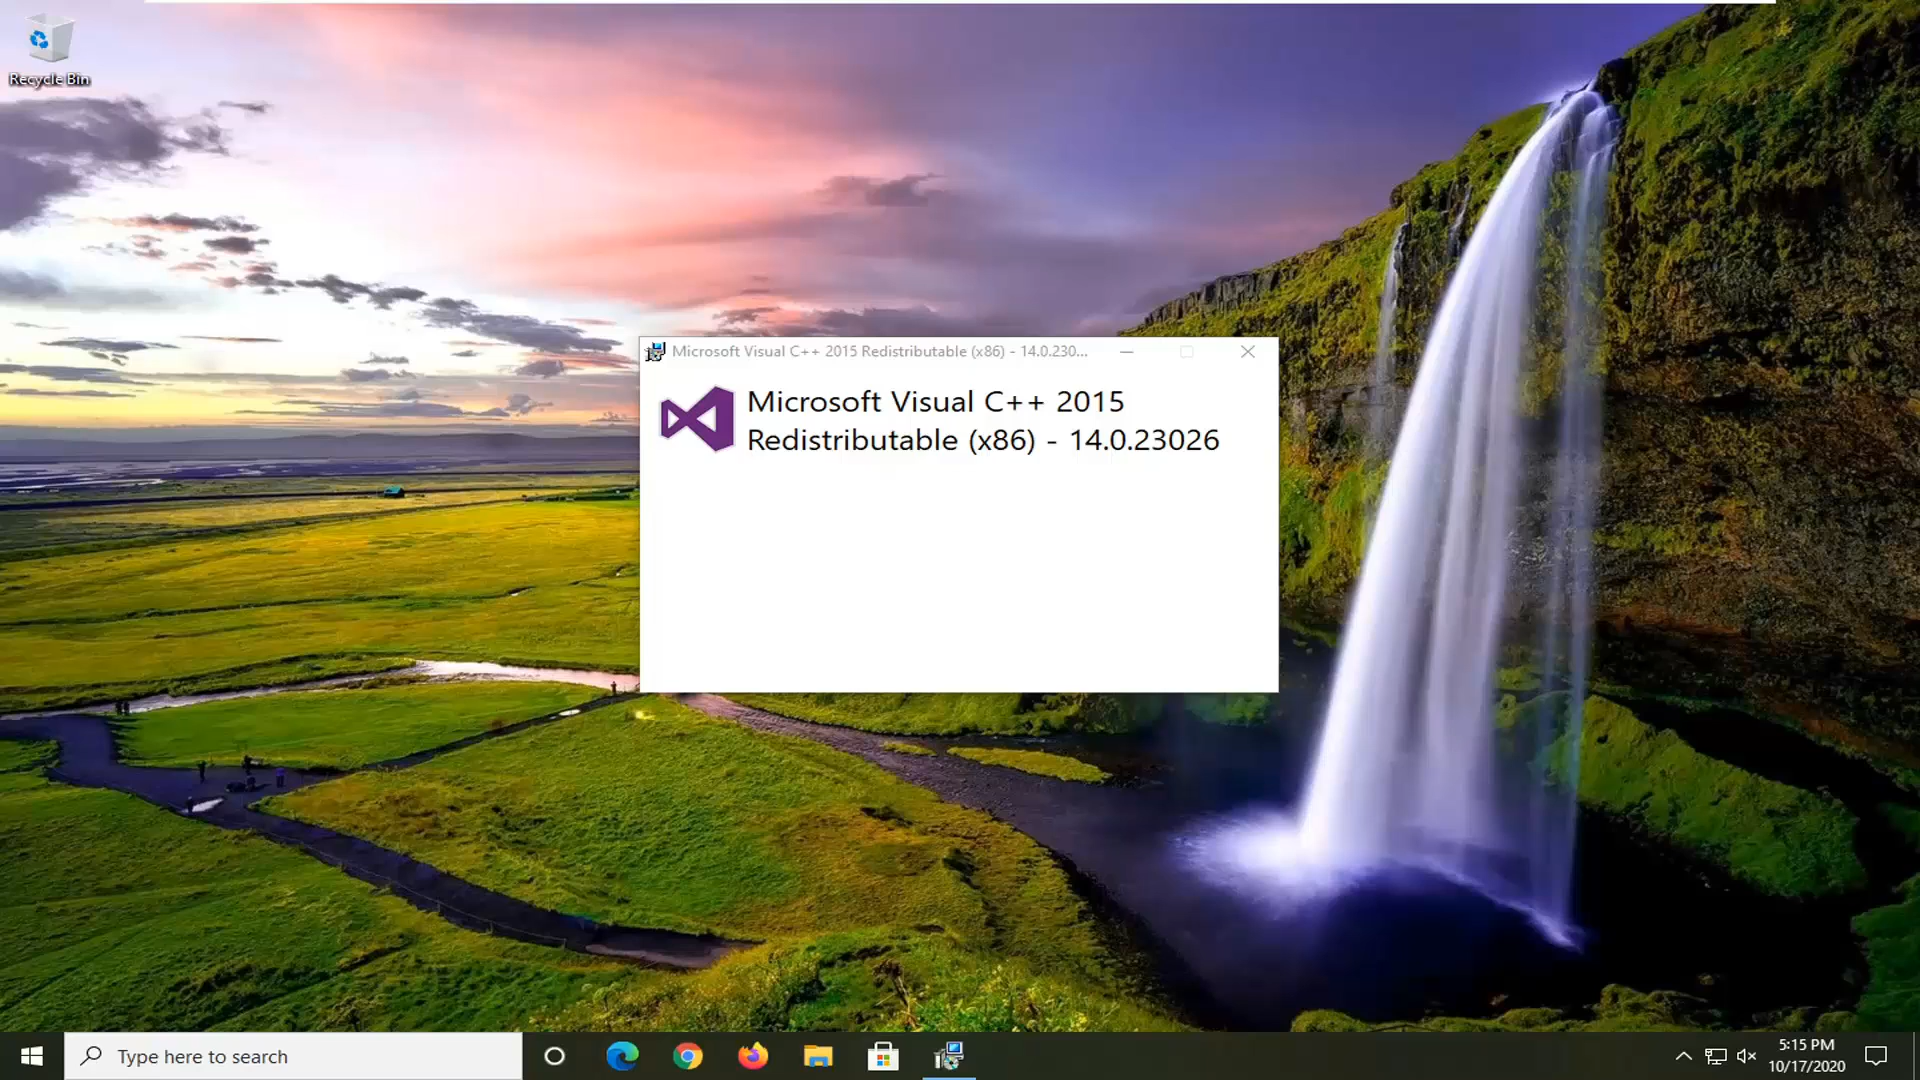 Recycle Bin
Microsoft Visual C++ 2015 Redistributable (x86) - 14.0.230...
Microsoft Visual C++ 2015
Redistributable (x86) - 14.0.23026
Type here to search
5:15 PM
10/17/2020